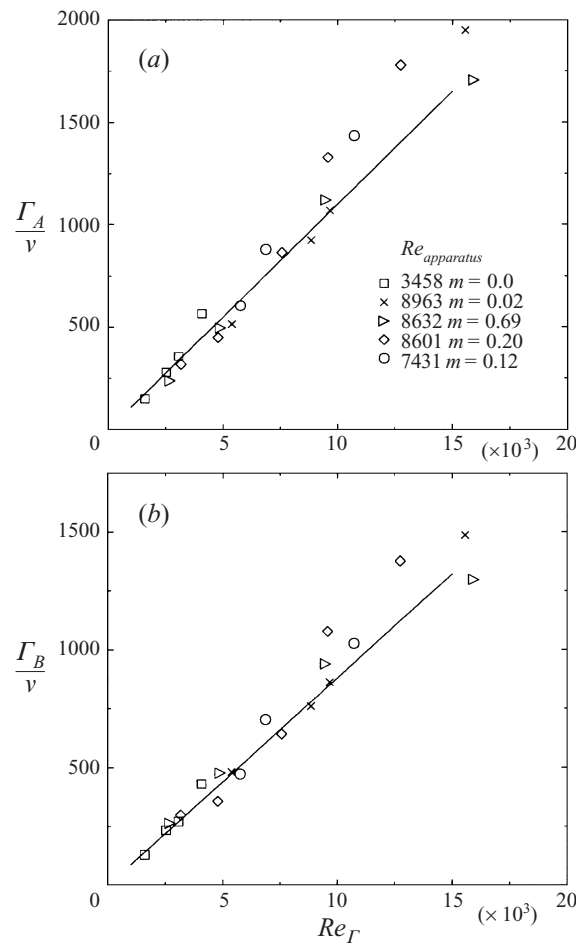 2000
(a)
1500
Γ_A
ν
1000
Re_apparatus
3458 m = 0.0
8963 m = 0.02
8632 m = 0.69
8601 m = 0.20
7431 m = 0.12
500
0 5 10 15 (×10³) 20
(b)
1500
Γ_B
ν
1000
500
0 5 10 15 (× 10³) 20
Re_Γ